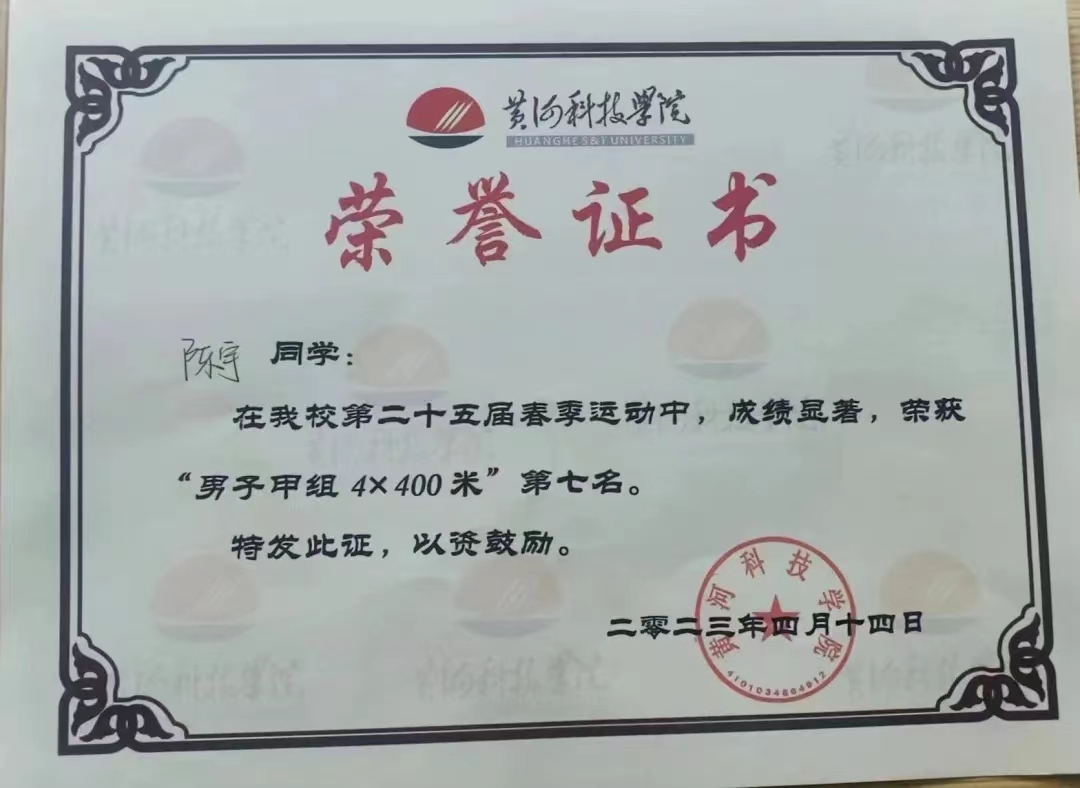 黄河科技學院
HUANGHE S&T UNIVERSITY
荣誉证书
陈宇 同学：
在我校第二十五届春季运动中，成绩显著，荣获
“男子甲组 4×400 米”第七名。
特发此证，以资鼓励。
黄河科技学院
二零二三年四月十四日
4101034864912